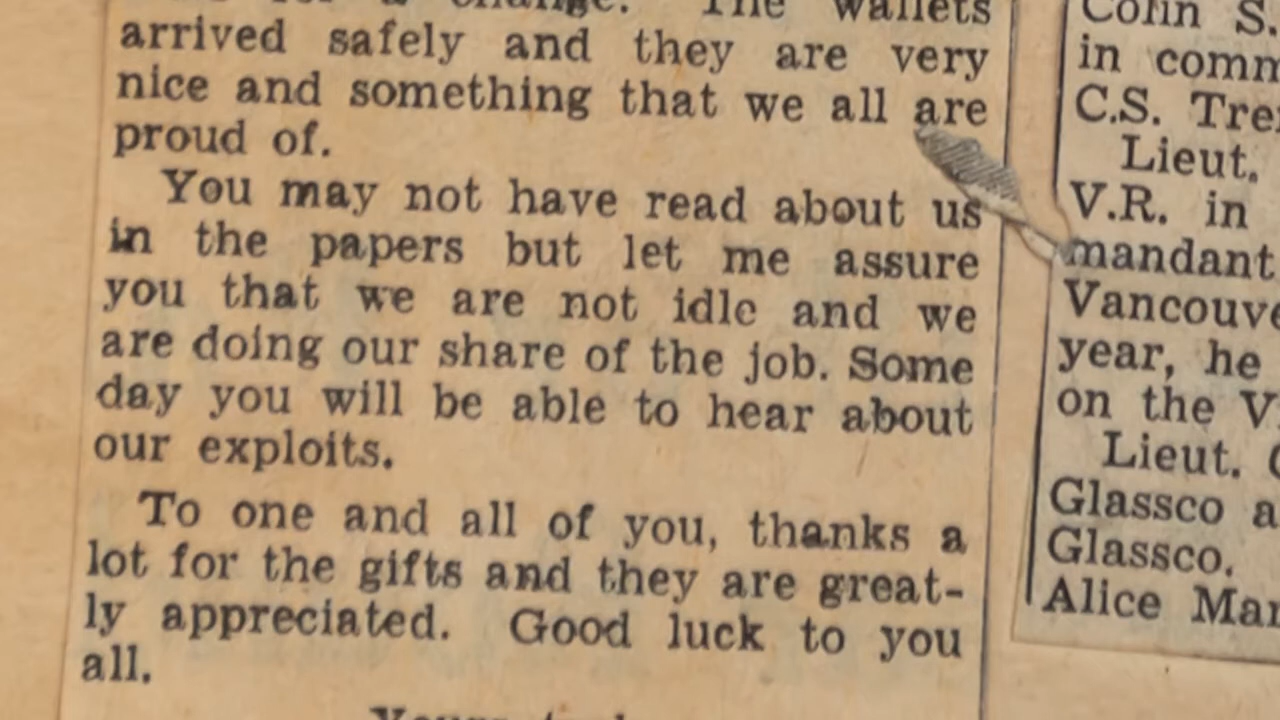 change. The wallets
arrived safely and they are very
nice and something that we all are
proud of.
You may not have read about us
in the papers but let me assure
you that we are not idle and we
are doing our share of the job. Some
day you will be able to hear about
our exploits.
To one and all of you, thanks a
lot for the gifts and they are great-
ly appreciated. Good luck to you
all.
Colin S.
in comm
C.S. Tre
Lieut.
V.R. in
mandant
Vancouve
year, he
on the V
Lieut.
Glassco a
Glassco.
Alice Mar